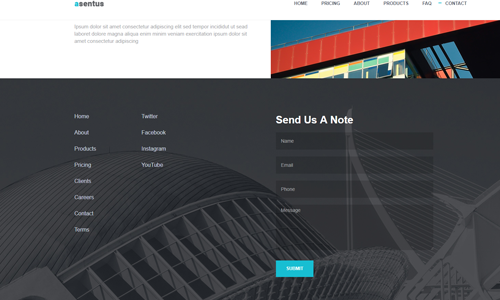 asentus
HOME PRICING ABOUT PRODUCTS FAQ CONTACT
Ipsum dolor sit amet consectetur adipiscing elit sed tempor incididut ut sead
laborel dolore magna aliqua enim minim veniam exercitation ipsum dolor sit
amet consectetur adipiscing
Home
About
Products
Pricing
Clients
Careers
Contact
Terms
Twitter
Facebook
Instagram
YouTube
Send Us A Note
Name
Email
Phone
Message
SUBMIT